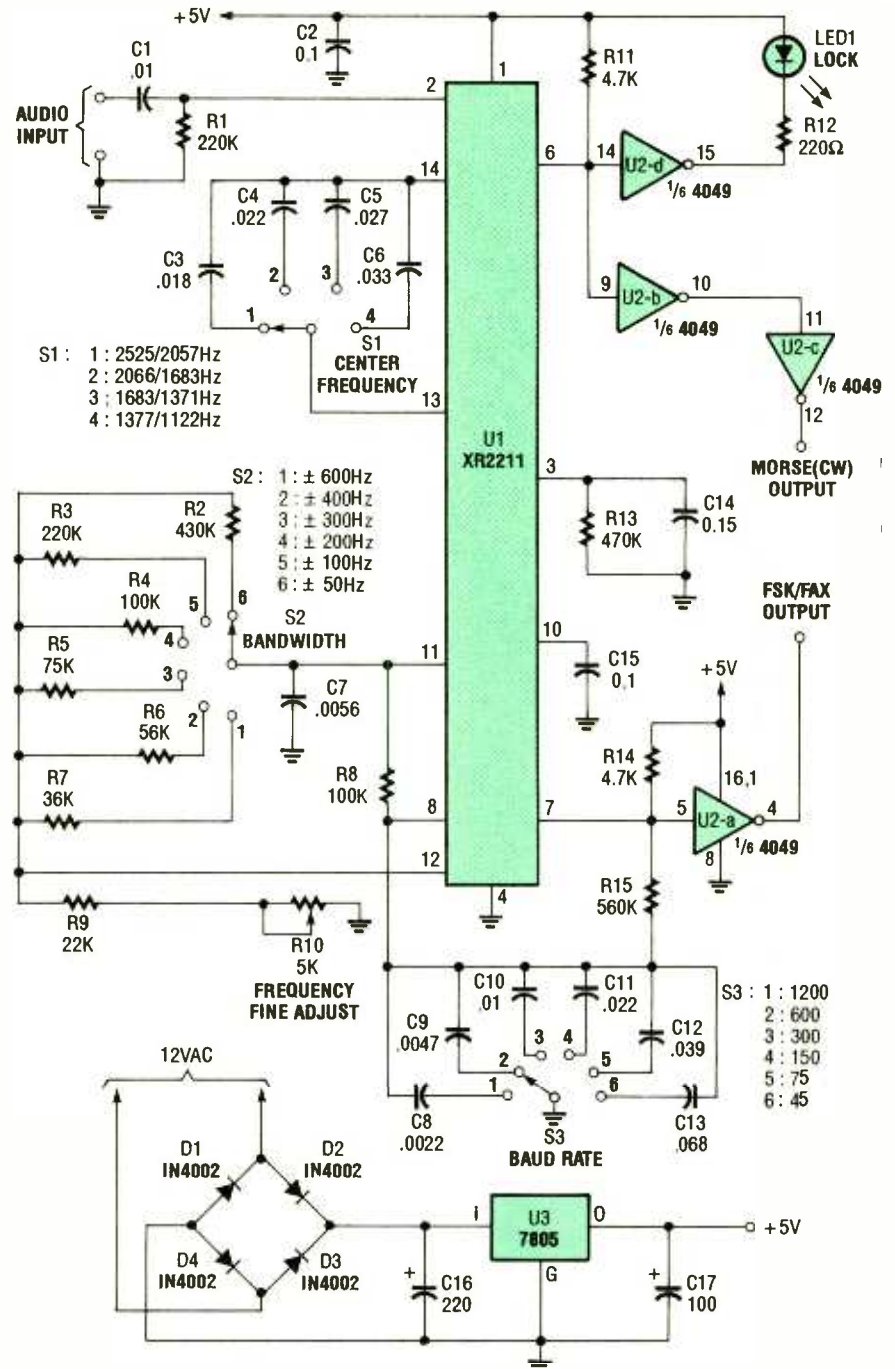 +5V
C1
.01
C2
0.1
AUDIO
INPUT
R1
220K
2
1
R11
4.7K
LED1
LOCK
R12
220Ω
14
6
14
U2-d
15
1/6 4049
C4
.022
C5
.027
C3
.018
C6
.033
2
3
1
4
S1
CENTER
FREQUENCY
9
U2-b
10
1/6 4049
11
U2-c
1/6 4049
12
MORSE(CW)
OUTPUT
S1 : 1 : 2525/2057Hz
2 : 2066/1683Hz
3 : 1683/1371Hz
4 : 1377/1122Hz
13
U1
XR2211
3
R13
470K
C14
0.15
S2 : 1 : ± 600Hz
2 : ± 400Hz
3 : ± 300Hz
4 : ± 200Hz
5 : ± 100Hz
6 : ± 50Hz
R3
220K
R2
430K
R4
100K
5
6
4
S2
BANDWIDTH
R5
75K
3
2
1
R6
56K
R7
36K
C7
.0056
11
R8
100K
8
12
10
C15
0.1
FSK/FAX
OUTPUT
+5V
R14
4.7K
16,1
7
5
U2-a
4
8
1/6 4049
4
R15
560K
R9
22K
R10
5K
FREQUENCY
FINE ADJUST
C9
.0047
C10
.01
C11
.022
C12
.039
3
4
2
5
1
6
C8
.0022
S3
BAUD RATE
C13
.068
S3 : 1 : 1200
2 : 600
3 : 300
4 : 150
5 : 75
6 : 45
12VAC
D1
IN4002
D2
IN4002
D4
IN4002
D3
IN4002
I
U3
7805
O
G
+5V
+
C16
220
+
C17
100